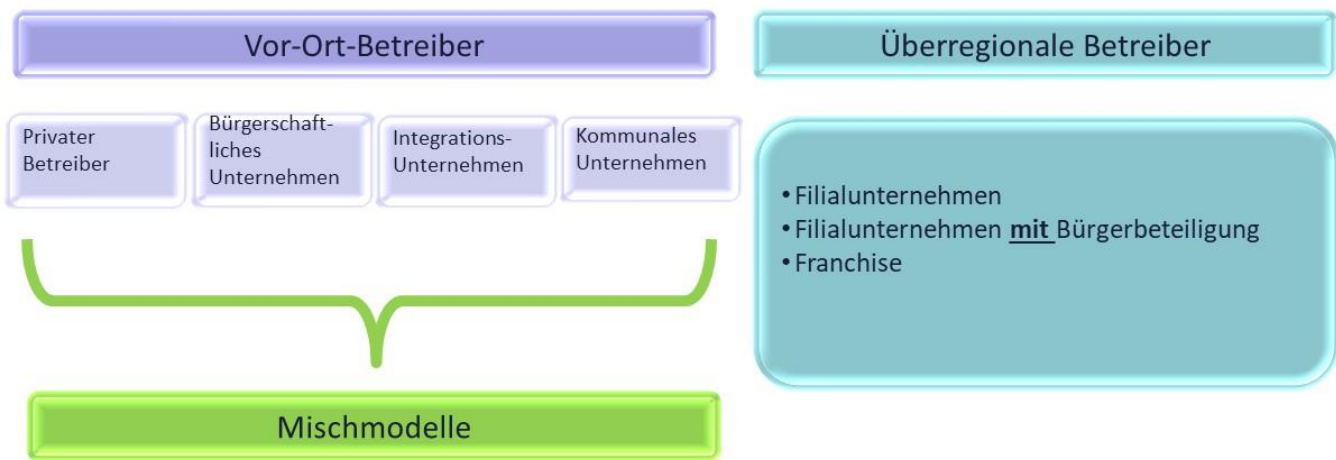 Vor-Ort-Betreiber
Privater
Betreiber
Bürgerschaft-
liches
Unternehmen
Integrations-
Unternehmen
Kommunales
Unternehmen
Mischmodelle
Überregionale Betreiber
• Filialunternehmen
• Filialunternehmen mit Bürgerbeteiligung
• Franchise